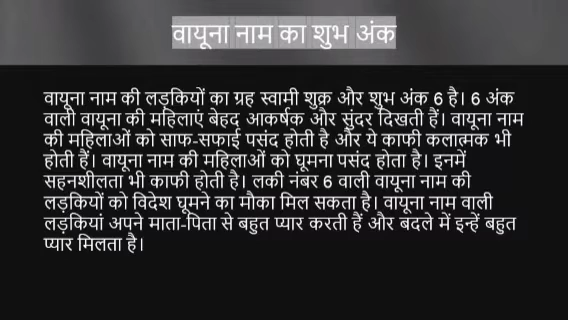 वायूना नाम का शुभ अंक
वायूना नाम की लड़कियों का ग्रह स्वामी शुक्र और शुभ अंक 6 है। 6 अंक
वाली वायूना की महिलाएं बेहद आकर्षक और सुंदर दिखती हैं। वायूना नाम
की महिलाओं को साफ-सफाई पसंद होती है और ये काफी कलात्मक भी
होती हैं। वायूना नाम की महिलाओं को घूमना पसंद होता है। इनमें
सहनशीलता भी काफी होती है। लकी नंबर 6 वाली वायूना नाम की
लड़कियों को विदेश घूमने का मौका मिल सकता है। वायूना नाम वाली
लड़कियां अपने माता-पिता से बहुत प्यार करती हैं और बदले में इन्हें बहुत
प्यार मिलता है।